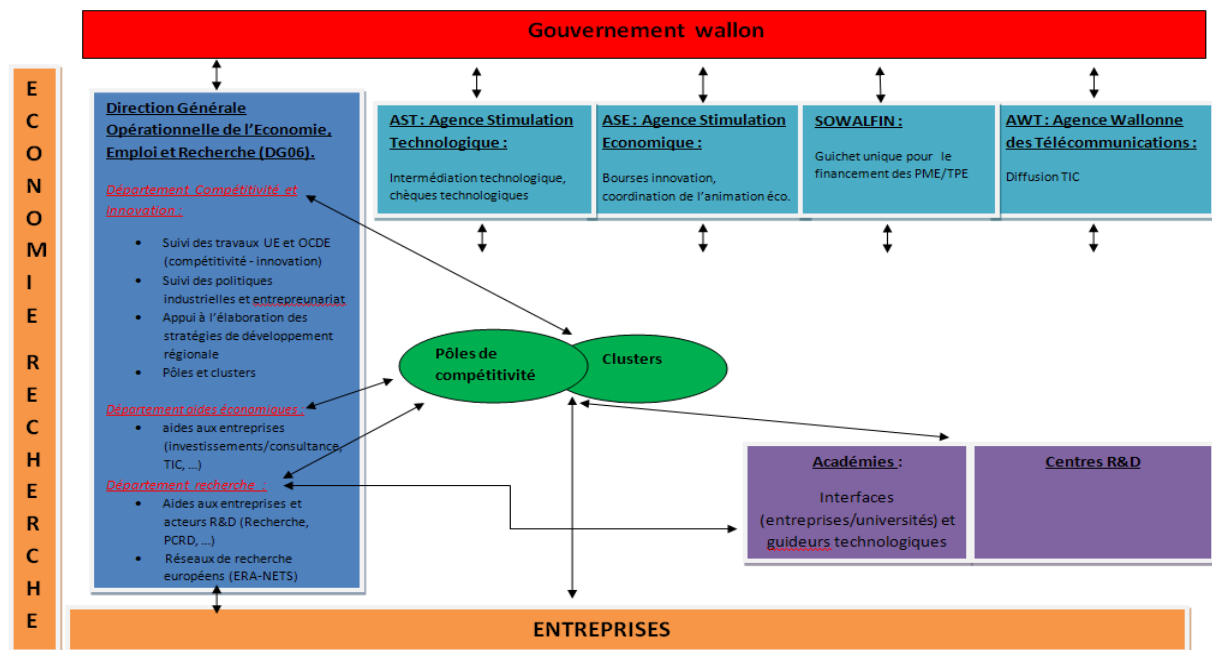 Gouvernement wallon
ECONOMIE RECHERCHE
Direction Générale
Opérationnelle de l'Economie,
Emploi et Recherche (DG06).
Département Compétitivité et
Innovation :
• Suivi des travaux UE et OCDE
(compétitivité - innovation)
• Suivi des politiques
industrielles et entrepreunariat
• Appui à l'élaboration des
stratégies de développement
régionale
• Pôles et clusters
Département aides économiques :
• aides aux entreprises
(investissements/consultance,
TIC, ...)
Département recherche :
• Aides aux entreprises et
acteurs R&D (Recherche,
PCRD, ...)
• Réseaux de recherche
européens (ERA-NETS)
AST : Agence Stimulation
Technologique :
Intermédiation technologique,
chèques technologiques
ASE : Agence Stimulation
Economique :
Bourses innovation,
coordination de l'animation éco.
SOWALFIN :
Guichet unique pour le
financement des PME/TPE
AWT : Agence Wallonne
des Télécommunications :
Diffusion TIC
Pôles de
compétitivité
Clusters
Académies :
Interfaces
(entreprises/universités) et
guideurs technologiques
Centres R&D
ENTREPRISES